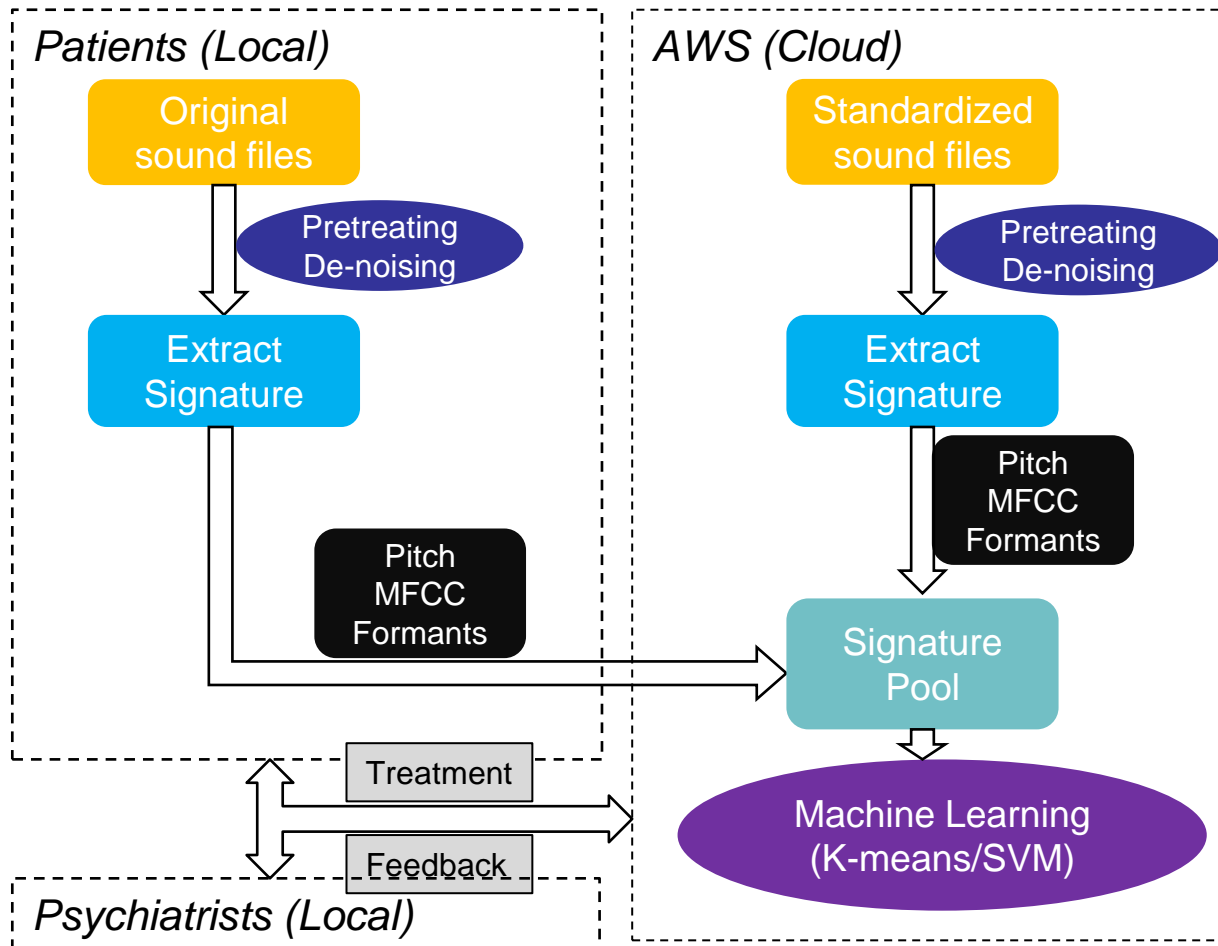 Patients (Local)
Original
sound files
Pretreating
De-noising
Extract
Signature
Pitch
MFCC
Formants
AWS (Cloud)
Standardized
sound files
Pretreating
De-noising
Extract
Signature
Pitch
MFCC
Formants
Signature
Pool
Machine Learning
(K-means/SVM)
Treatment
Feedback
Psychiatrists (Local)